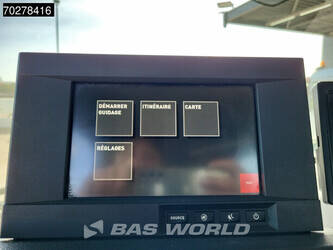 70278416
DÉMARRER
GUIDAGE
ITINÉRAIRE
CARTE
RÉGLAGES
SOURCE
BAS WORLD